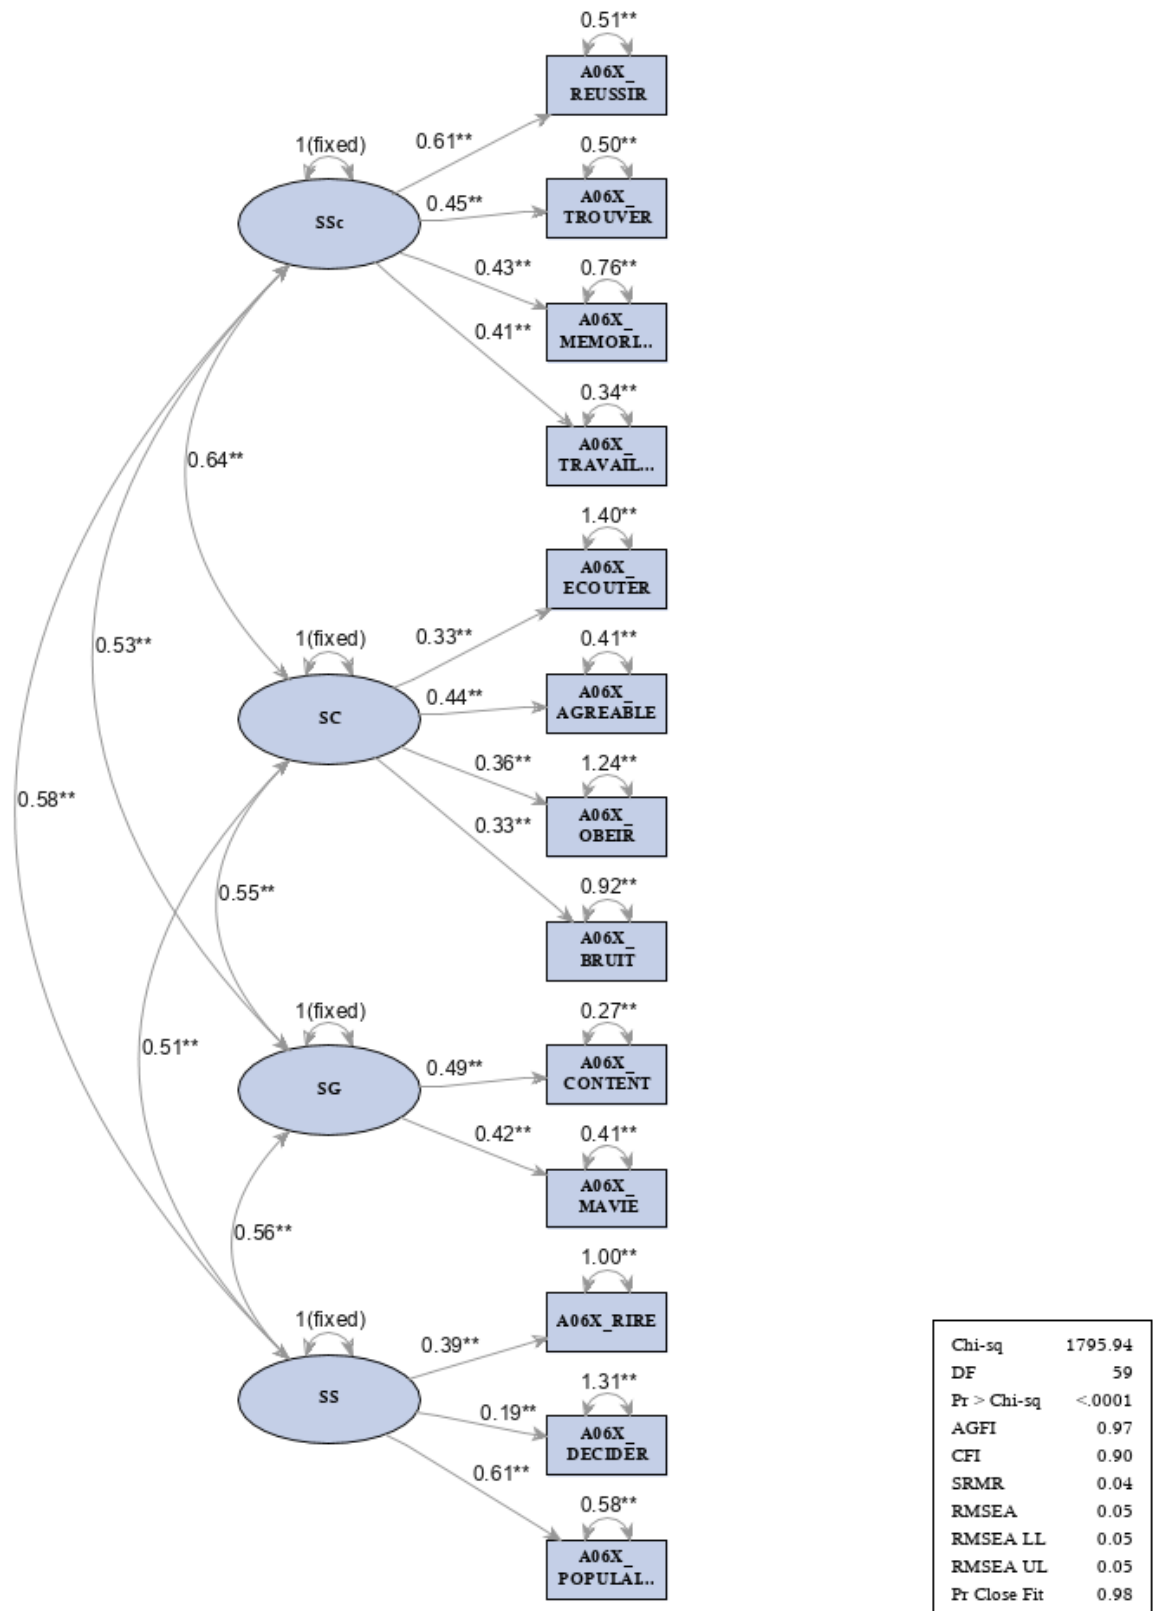 0.51**
A06X_
REUSSIR
1(fixed)
0.61**
0.50**
SSc
0.45**
A06X_
TROUVER
0.43**
0.76**
A06X_
MEMORI...
0.41**
0.34**
A06X_
TRAVAIL...
0.64**
1.40**
A06X_
ECOUTER
0.53**
1(fixed)
0.33**
0.41**
SC
0.44**
A06X_
AGREABLE
0.36**
1.24**
0.58**
A06X_
OBEIR
0.33**
0.55**
0.92**
A06X_
BRUIT
1(fixed)
0.27**
0.51**
SG
0.49**
A06X_
CONTENT
0.42**
0.41**
A06X_
MAVIE
0.56**
1.00**
1(fixed)
A06X_RIRE
0.39**
SS
1.31**
0.19**
A06X_
DECIDER
0.61**
0.58**
A06X_
POPULAI...
Chi-sq 1795.94
DF 59
Pr > Chi-sq <.0001
AGFI 0.97
CFI 0.90
SRMR 0.04
RMSEA 0.05
RMSEA LL 0.05
RMSEA UL 0.05
Pr Close Fit 0.98